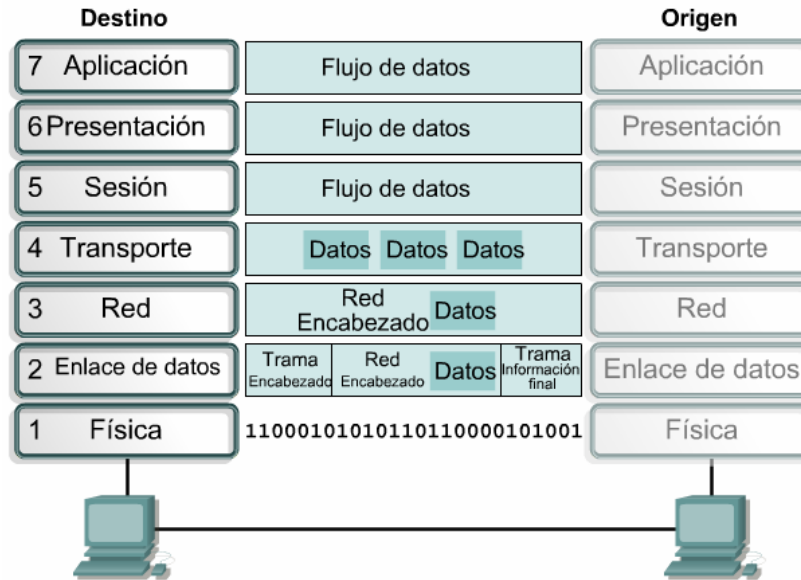 Destino
Origen
7 Aplicación
Flujo de datos
Aplicación
6 Presentación
Flujo de datos
Presentación
5 Sesión
Flujo de datos
Sesión
4 Transporte
Datos Datos Datos
Transporte
3 Red
Red
Encabezado Datos
Red
2 Enlace de datos
Trama
Encabezado
Red
Encabezado
Datos
Trama
Información
final
Enlace de datos
1 Física
11000101010110110000101001
Física